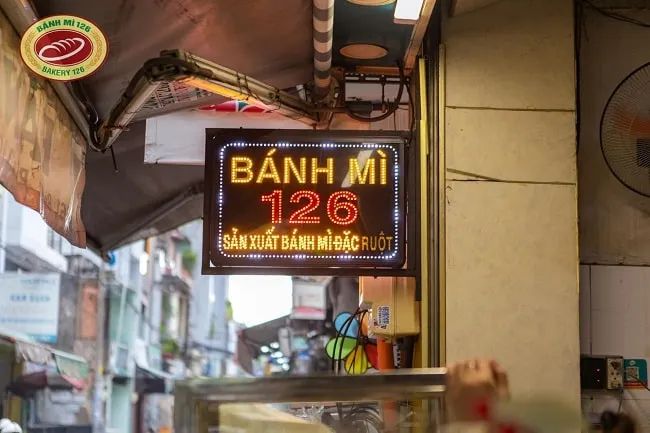 BÁNH MÌ 126
BAKERY 126
BÁNH MÌ
126
SẢN XUẤT BÁNH MÌ ĐẶC RUỘT